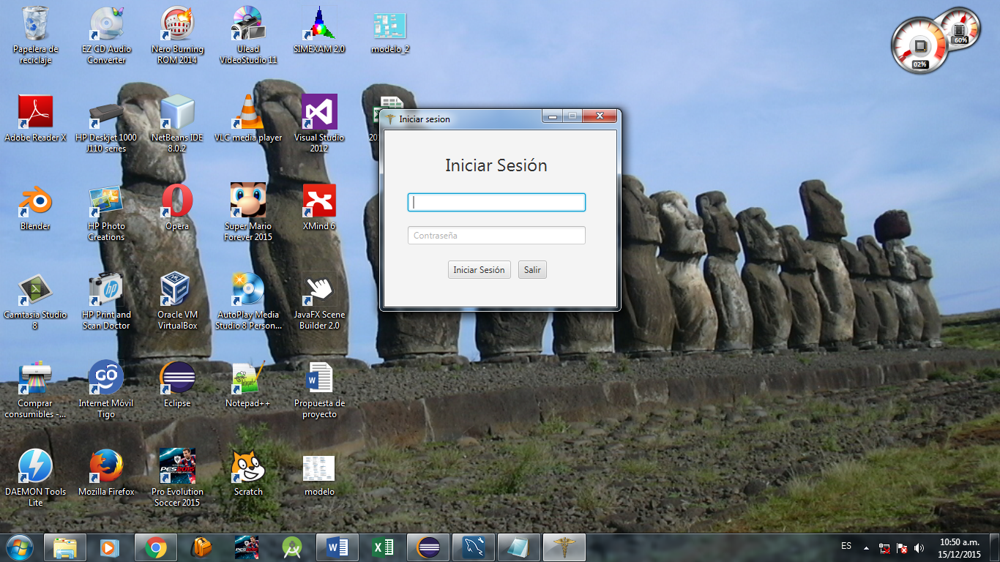 Papelera de
reciclaje
EZ CD Audio
Converter
Nero Burning
ROM 2014
Ulead
VideoStudio 11
SIMEXAM 2.0
modelo_2
02%
60%
Adobe Reader X
HP Deskjet 1000
J110 series
NetBeans IDE
8.0.2
VLC media player
Visual Studio
2012
Iniciar sesion
Iniciar Sesión
Contraseña
Iniciar Sesión
Salir
Blender
HP Photo
Creations
Opera
Super Mario
Forever 2015
XMind 6
Camtasia Studio
8
HP Print and
Scan Doctor
Oracle VM
VirtualBox
AutoPlay Media
Studio 8 Person...
JavaFX Scene
Builder 2.0
GO
Comprar
consumibles -...
Internet Móvil
Tigo
Eclipse
Notepad++
Propuesta de
proyecto
DAEMON Tools
Lite
Mozilla Firefox
Pro Evolution
Soccer 2015
Scratch
modelo
ES
10:50 a.m.
15/12/2015